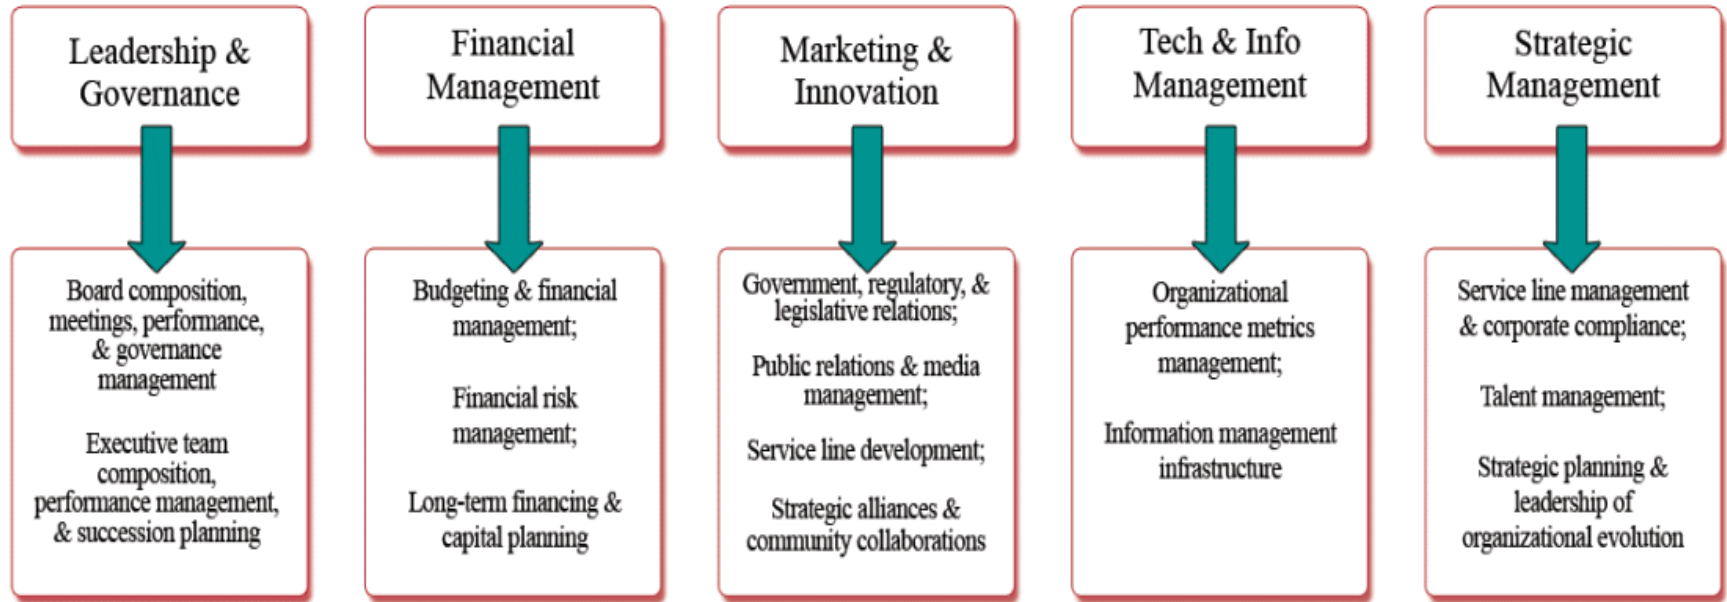 Leadership &
Governance
Financial
Management
Marketing &
Innovation
Tech & Info
Management
Strategic
Management
Board composition,
meetings, performance,
& governance
management
Executive team
composition,
performance management,
& succession planning
Budgeting & financial
management;
Financial risk
management;
Long-term financing &
capital planning
Government, regulatory, &
legislative relations;
Public relations & media
management;
Service line development;
Strategic alliances &
community collaborations
Organizational
performance metrics
management;
Information management
infrastructure
Service line management
& corporate compliance;
Talent management;
Strategic planning &
leadership of
organizational evolution